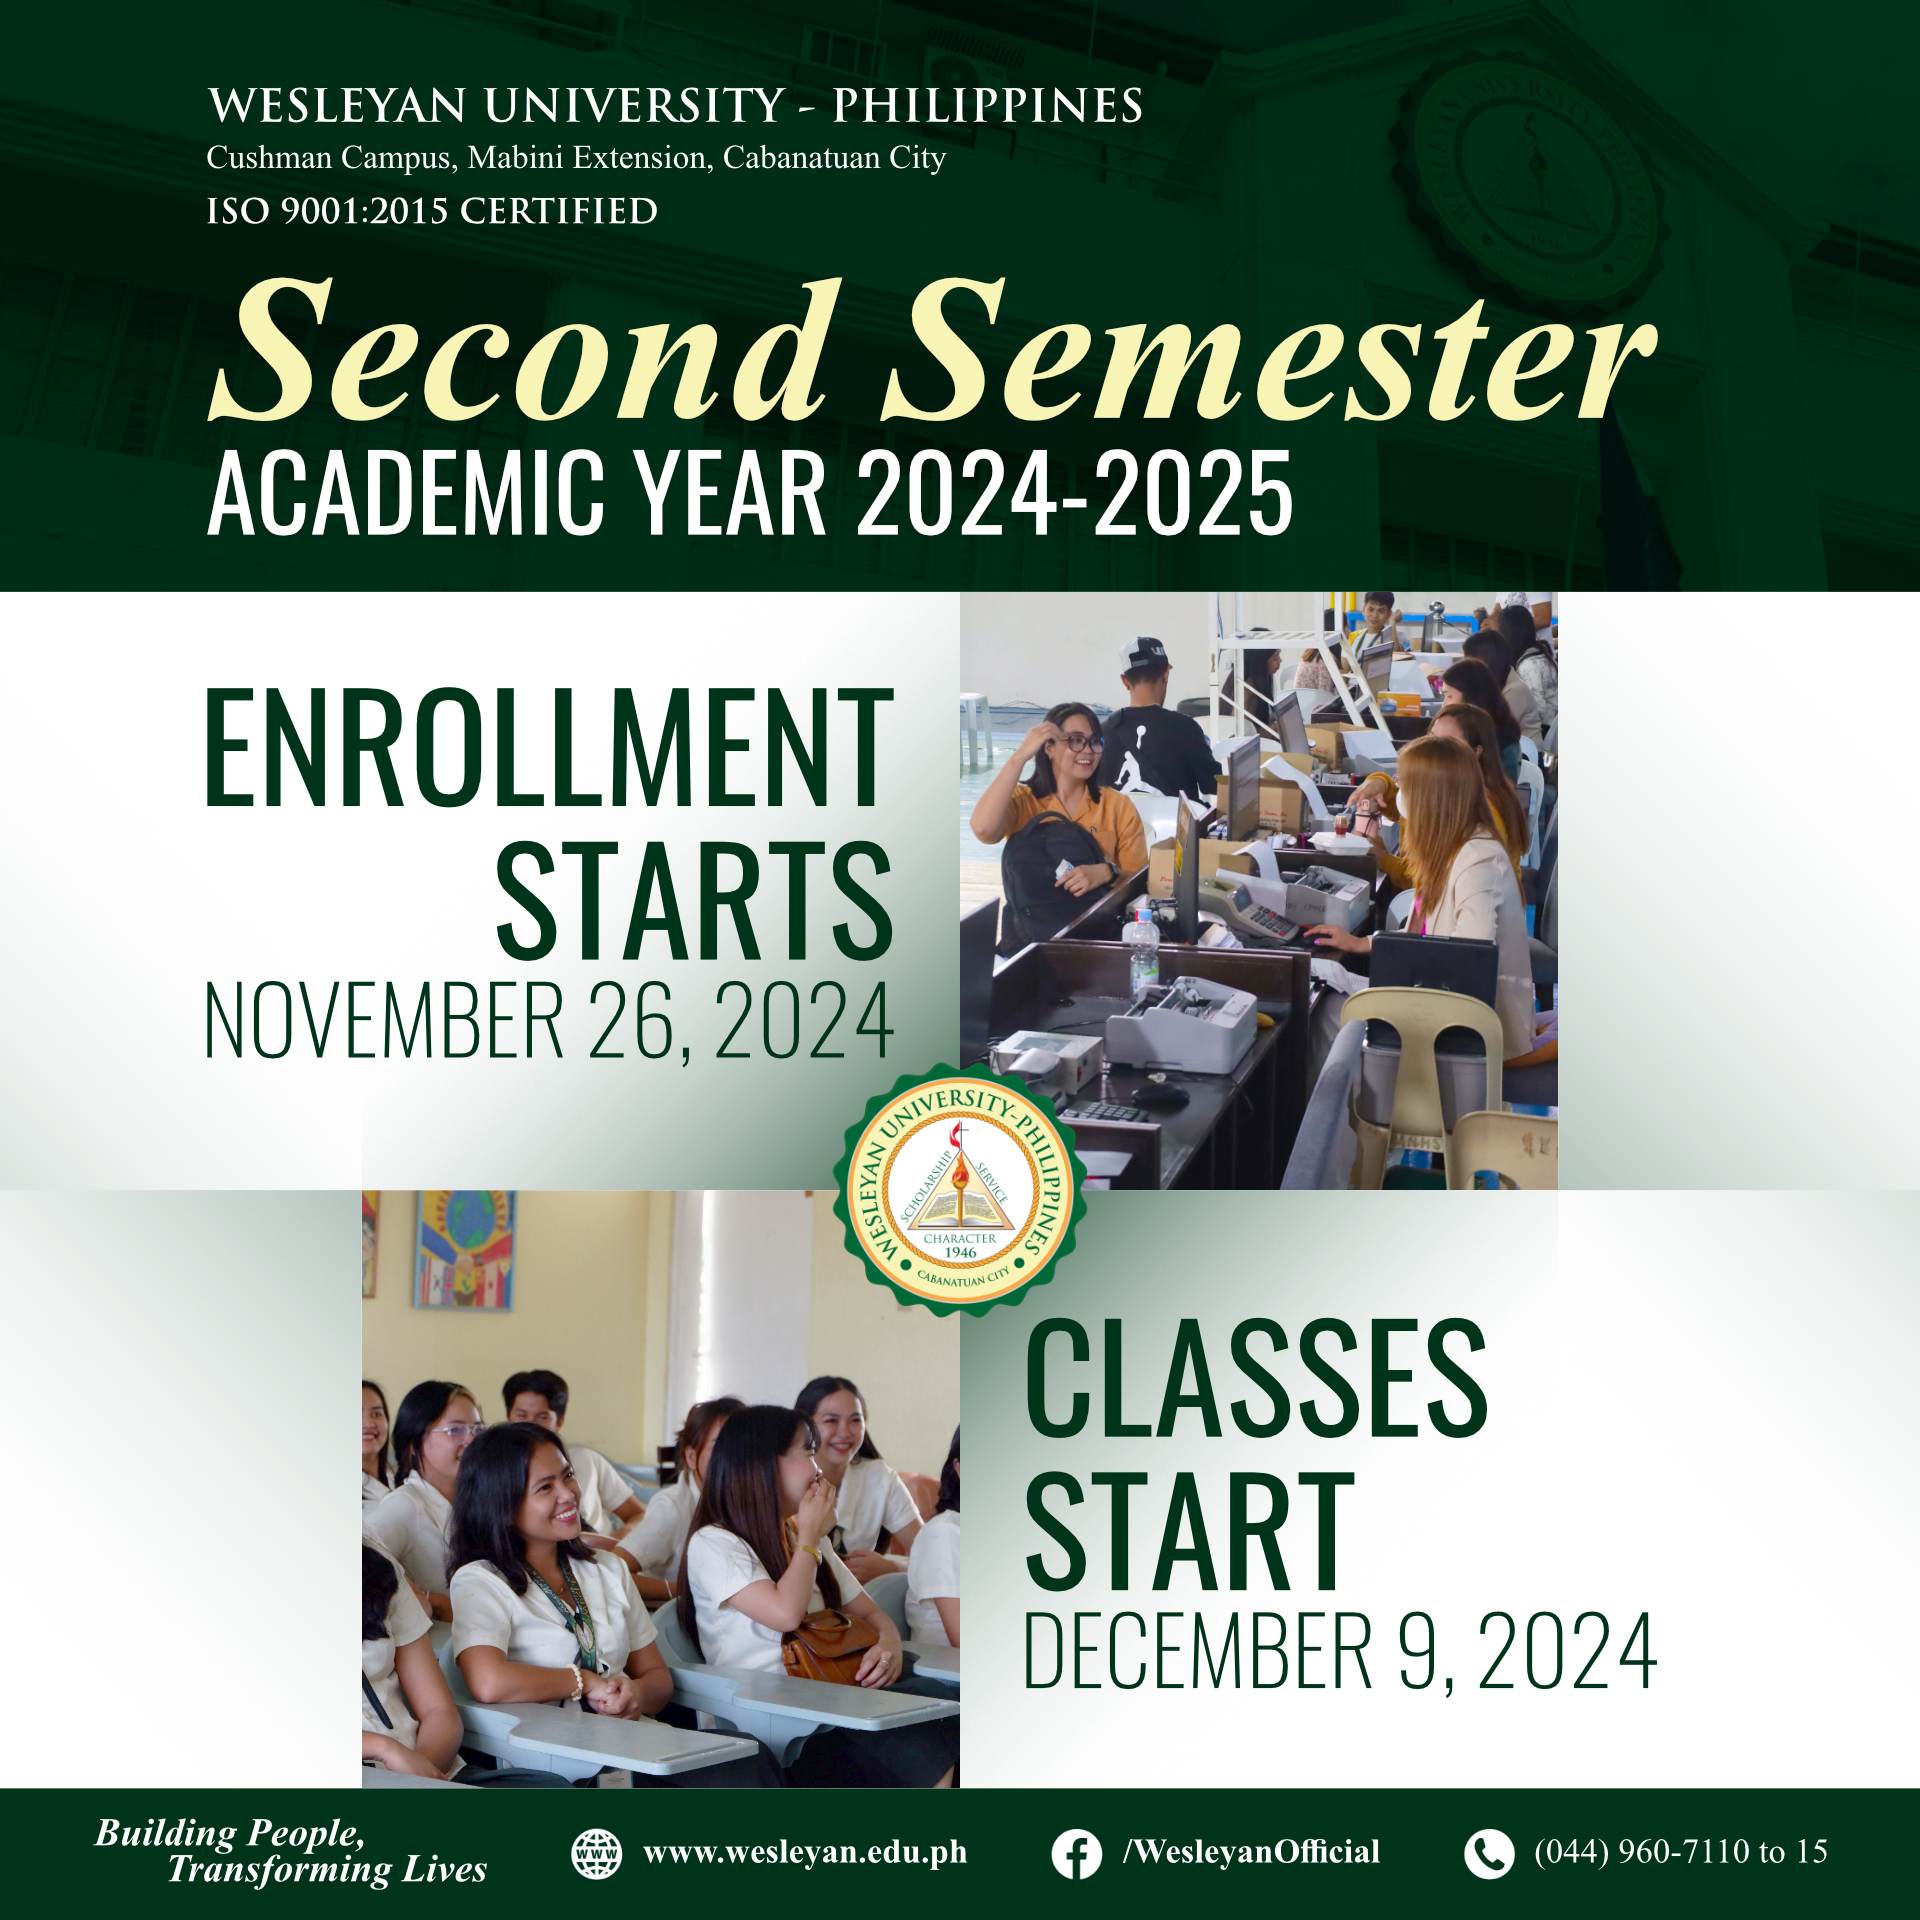 WESLEYAN UNIVERSITY - PHILIPPINES
Cushman Campus, Mabini Extension, Cabanatuan City
ISO 9001:2015 CERTIFIED
Second Semester
ACADEMIC YEAR 2024-2025
ENROLLMENT
STARTS
NOVEMBER 26, 2024
WESLEYAN UNIVERSITY-PHILIPPINES
SCHOLARSHIP
SERVICE
CHARACTER
1946
CABANATUAN CITY
CLASSES
START
DECEMBER 9, 2024
Building People,
Transforming Lives
www.wesleyan.edu.ph
/WesleyanOfficial
(044) 960-7110 to 15